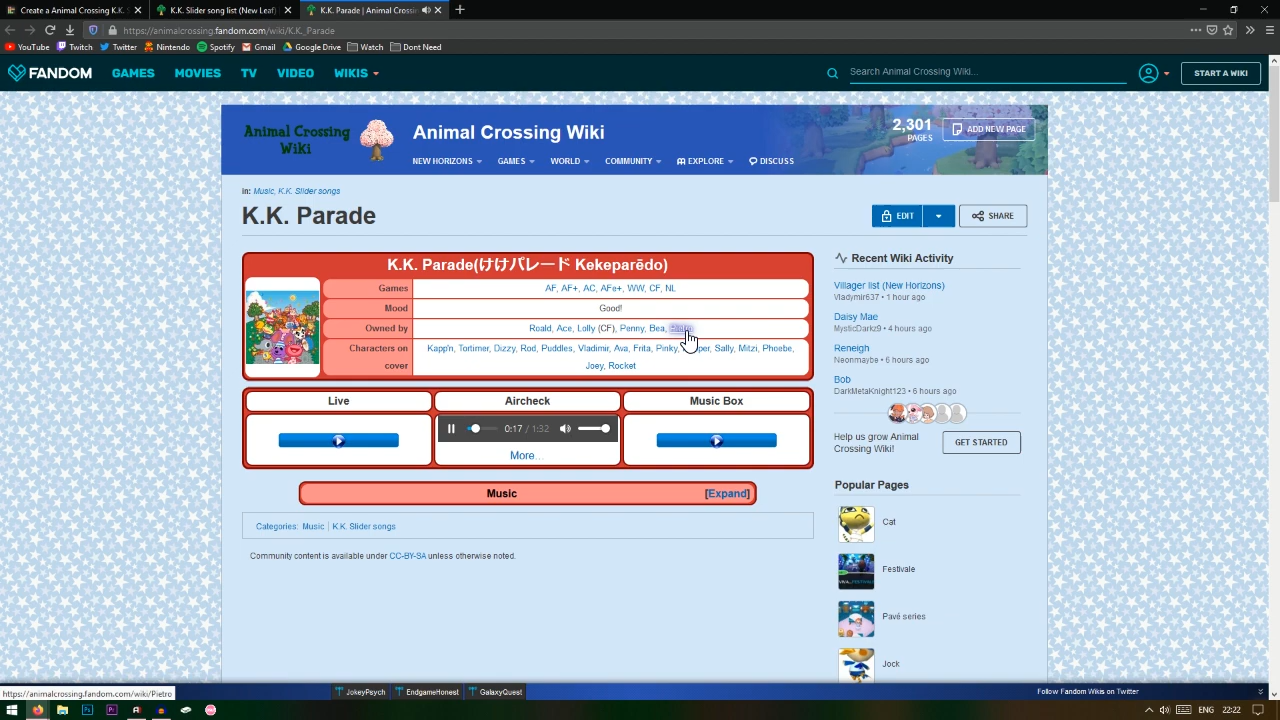 Create a Animal Crossing K.K. S
K.K. Slider song list (New Leaf)
K.K. Parade | Animal Crossin
https://animalcrossing.fandom.com/wiki/K.K._Parade
YouTube Twitch Twitter Nintendo Spotify Gmail Google Drive Watch Dont Need
FANDOM GAMES MOVIES TV VIDEO WIKIS
Search Animal Crossing Wiki...
START A WIKI
Animal Crossing Wiki
Animal Crossing Wiki
2,301 PAGES
ADD NEW PAGE
NEW HORIZONS GAMES WORLD COMMUNITY EXPLORE DISCUSS
in: Music, K.K. Slider songs
K.K. Parade
EDIT
SHARE
K.K. Parade(けけパレード Kekeparēdo)
Games AF, AF+, AC, AFe+, WW, CF, NL
Mood Good!
Owned by Roald, Ace, Lolly (CF), Penny, Bea,
Characters on cover Kapp'n, Tortimer, Dizzy, Rod, Puddles, Vladimir, Ava, Frita, Pinky, Sally, Mitzi, Phoebe,
Joey, Rocket
Live Aircheck Music Box
0:17 / 1:32
More...
Music [Expand]
Categories: Music K.K. Slider songs
Community content is available under CC-BY-SA unless otherwise noted.
Recent Wiki Activity
Villager list (New Horizons)
Vladymir637 • 1 hour ago
Daisy Mae
MysticDarkz9 • 4 hours ago
Reneigh
Neonmaybe • 6 hours ago
Bob
DarkMetaKnight123 • 6 hours ago
Help us grow Animal
Crossing Wiki!
GET STARTED
Popular Pages
Cat
Festivale
Pavé series
Jock
https://animalcrossing.fandom.com/wiki/Pietro
JokeyPsych EndgameHonest GalaxyQuest
Follow Fandom Wikis on Twitter
ENG 22:22